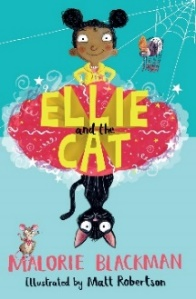 ELLIE
and the
CAT
MALORIE BLACKMAN
Illustrated by Matt Robertson